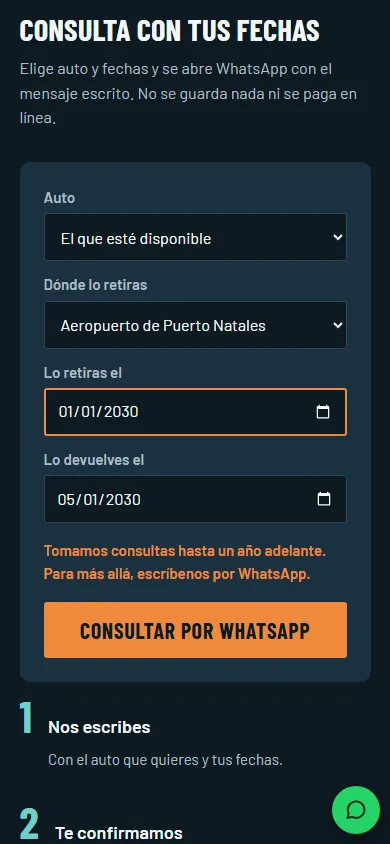 CONSULTA CON TUS FECHAS
Elige auto y fechas y se abre WhatsApp con el
mensaje escrito. No se guarda nada ni se paga en
línea.
Auto
El que esté disponible
Dónde lo retiras
Aeropuerto de Puerto Natales
Lo retiras el
01/01/2030
Lo devuelves el
05/01/2030
Tomamos consultas hasta un año adelante.
Para más allá, escríbenos por WhatsApp.
CONSULTAR POR WHATSAPP
1 Nos escribes
Con el auto que quieres y tus fechas.
2 Te confirmamos